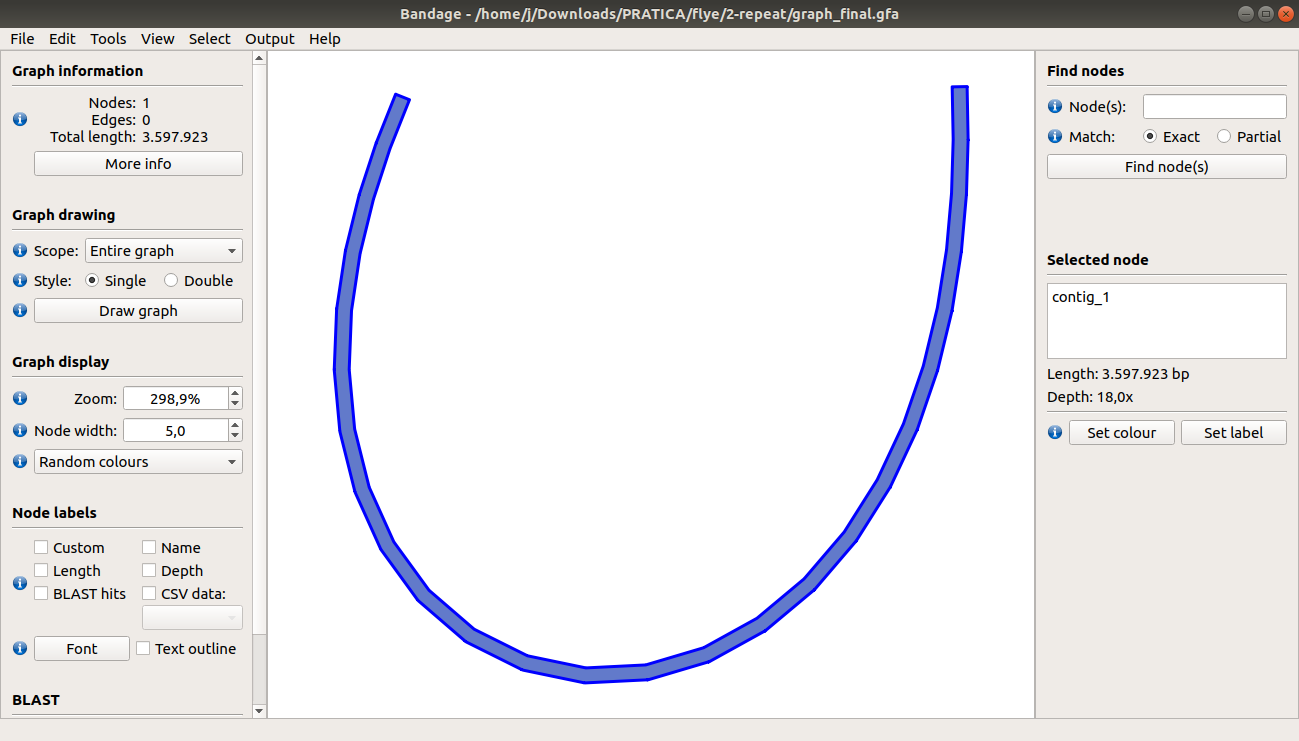 Bandage - /home/j/Downloads/PRATICA/flye/2-repeat/graph_final.gfa
File Edit Tools View Select Output Help
Graph information
Nodes: 1
Edges: 0
Total length: 3.597.923
More info
Graph drawing
Scope: Entire graph
Style: Single Double
Draw graph
Graph display
Zoom: 298,9%
Node width: 5,0
Random colours
Node labels
Custom Name
Length Depth
BLAST hits CSV data:
Font Text outline
BLAST
Find nodes
Node(s):
Match: Exact Partial
Find node(s)
Selected node
contig_1
Length: 3.597.923 bp
Depth: 18,0x
Set colour Set label